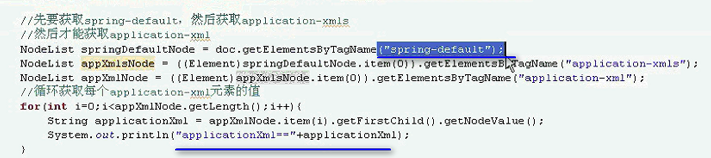 //先要获取spring-default，然后获取application-xmls
//然后才能获取application-xml
NodeList springDefaultNode = doc.getElementsByTagName("spring-default");
NodeList appXmlsNode = ((Element)springDefaultNode.item(0)).getElementsByTagName("application-xmls");
NodeList appXmlNode = ((Element)appXmlsNode.item(0)).getElementsByTagName("application-xml");
//循环获取每个application-xml元素的值
for(int i=0;i<appXmlNode.getLength();i++){
String applicationXml = appXmlNode.item(i).getFirstChild().getNodeValue();
System.out.println("applicationXml=="+applicationXml);
}